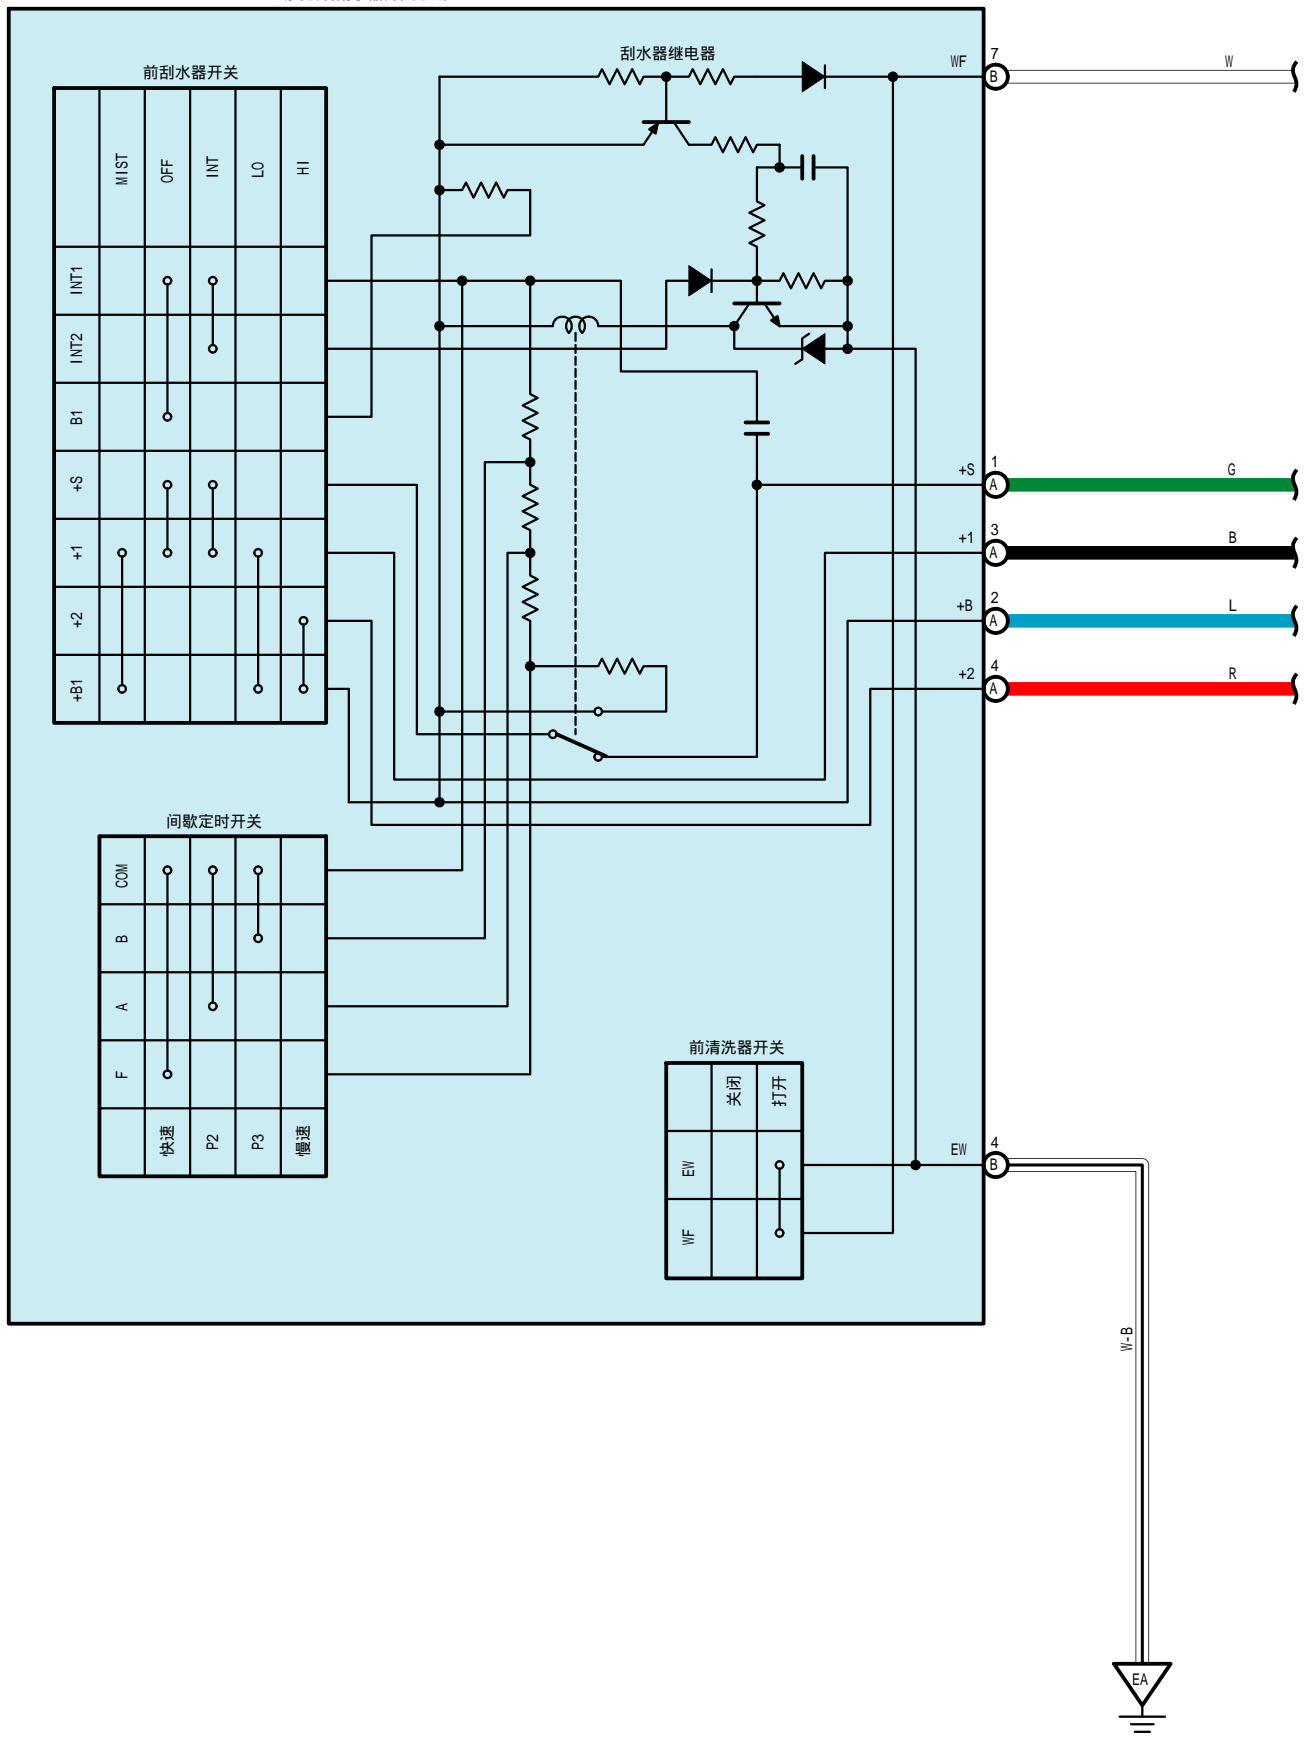 刮水器继电器
前刮水器开关
MIST
OFF
INT
LO
HI
INT1
INT2
B1
+S
+1
+2
+B1
WF
7
B
W
+S
1
A
G
+1
3
A
B
+B
2
A
L
+2
4
A
R
间歇定时开关
COM
B
A
F
快速
P2
P3
慢速
前清洗器开关
关闭
打开
EW
WF
EW
4
B
W-B
EA